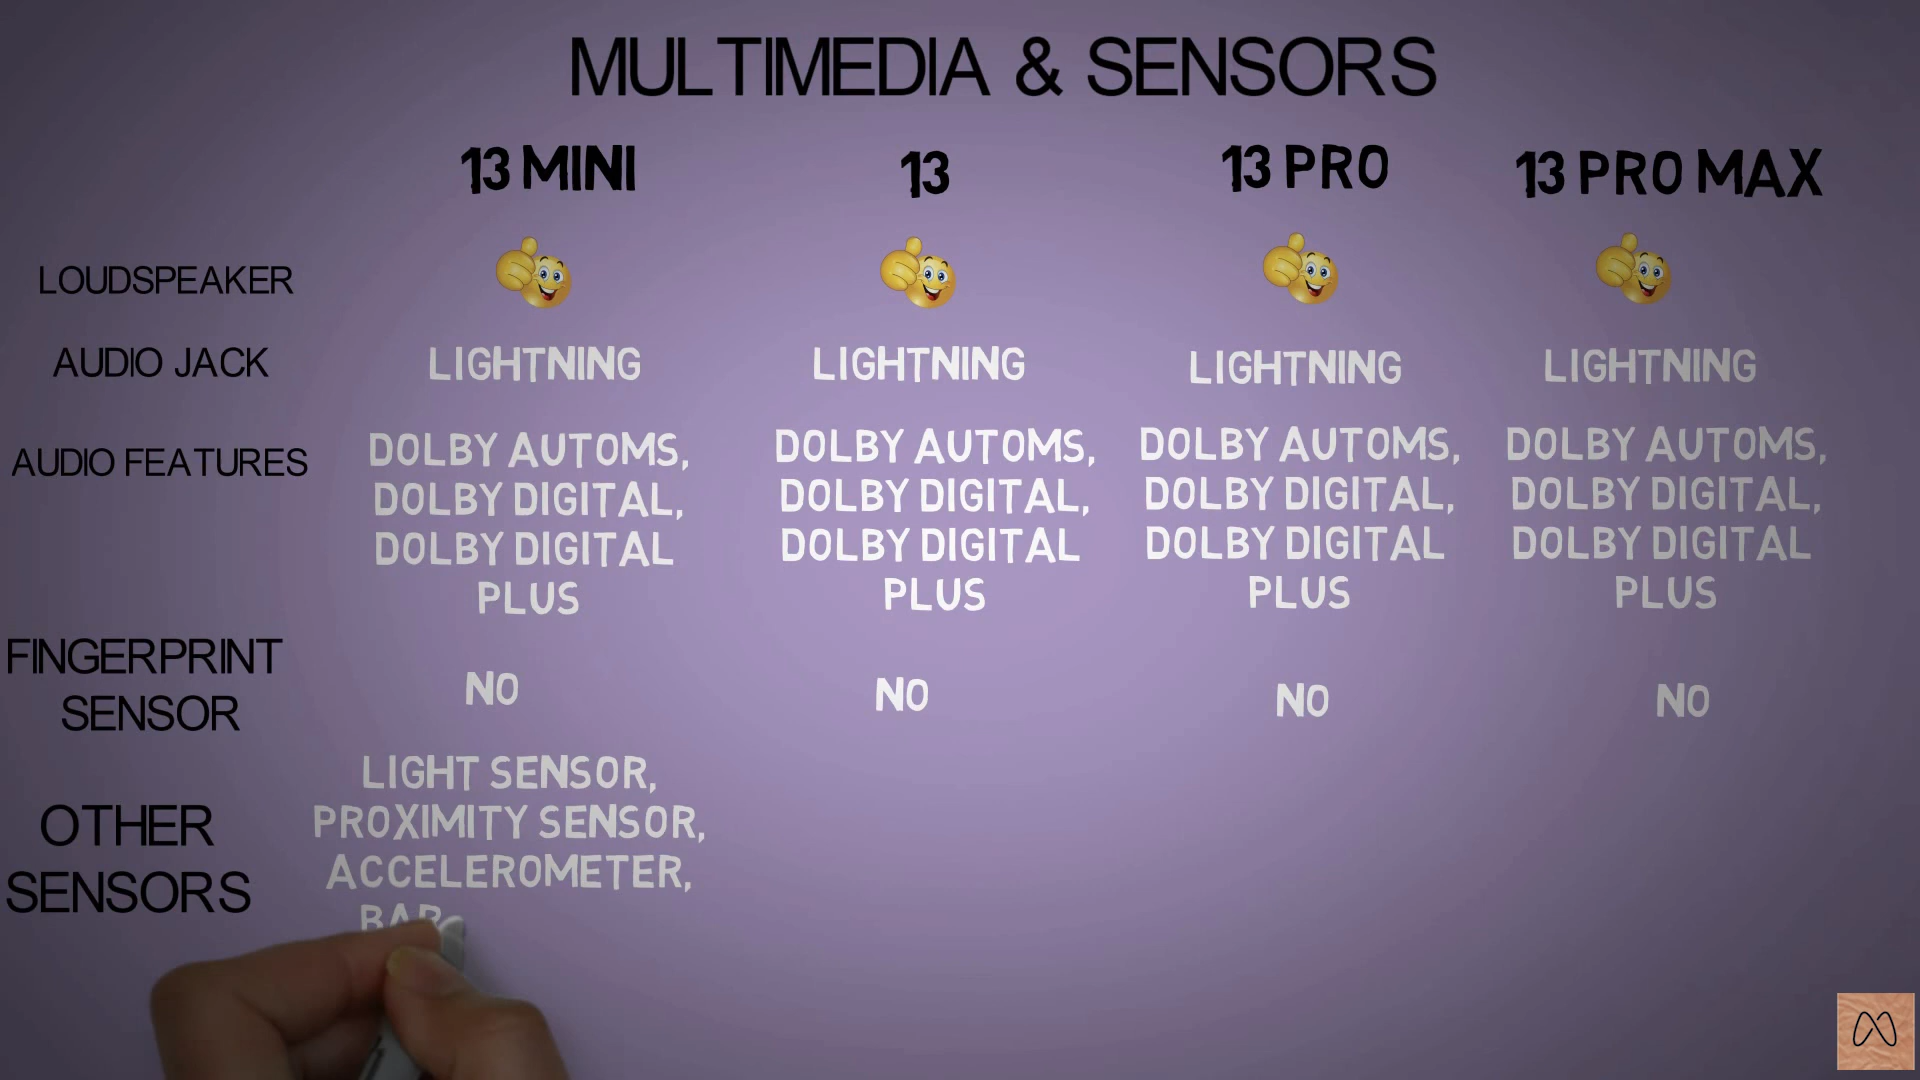 MULTIMEDIA & SENSORS
13 MINI
13
13 PRO
13 PRO MAX
LOUDSPEAKER
AUDIO JACK
LIGHTNING
LIGHTNING
LIGHTNING
LIGHTNING
AUDIO FEATURES
DOLBY AUTOMS,
DOLBY DIGITAL,
DOLBY DIGITAL
PLUS
DOLBY AUTOMS,
DOLBY DIGITAL,
DOLBY DIGITAL
PLUS
DOLBY AUTOMS,
DOLBY DIGITAL,
DOLBY DIGITAL
PLUS
DOLBY AUTOMS,
DOLBY DIGITAL,
DOLBY DIGITAL
PLUS
FINGERPRINT
SENSOR
NO
NO
NO
NO
OTHER
SENSORS
LIGHT SENSOR,
PROXIMITY SENSOR,
ACCELEROMETER,